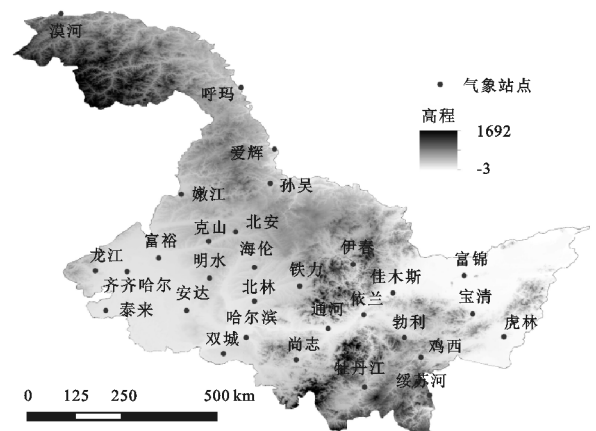 漠河
呼玛
气象站点
高程
1692
-3
爱辉
孙吴
嫩江
克山
北安
富裕
海伦
伊春
龙江
明水
铁力
佳木斯
富锦
齐齐哈尔
北林
依兰
宝清
泰来
安达
通河
哈尔滨
勃利
虎林
双城
尚志
鸡西
牡丹江
绥芬河
0 125 250 500 km